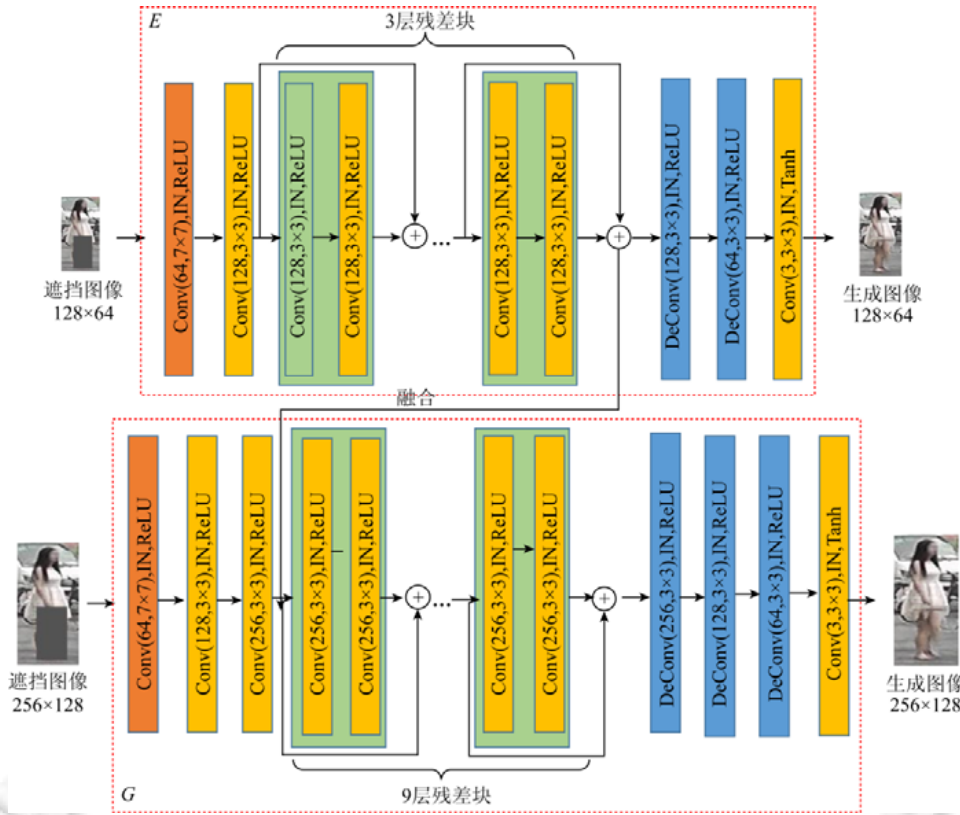 E
3层残差块
Conv(64,7×7),IN,ReLU
Conv(128,3×3),IN,ReLU
Conv(128,3×3),IN,ReLU
Conv(128,3×3),IN,ReLU
+
...
Conv(128,3×3),IN,ReLU
Conv(128,3×3),IN,ReLU
+
DeConv(128,3×3),IN,ReLU
DeConv(64,3×3),IN,ReLU
Conv(3,3×3),IN,Tanh
遮挡图像
128×64
生成图像
128×64
融合
Conv(64,7×7),IN,ReLU
Conv(128,3×3),IN,ReLU
Conv(256,3×3),IN,ReLU
Conv(256,3×3),IN,ReLU
Conv(256,3×3),IN,ReLU
+
...
Conv(256,3×3),IN,ReLU
Conv(256,3×3),IN,ReLU
+
DeConv(256,3×3),IN,ReLU
DeConv(128,3×3),IN,ReLU
DeConv(64,3×3),IN,ReLU
Conv(3,3×3),IN,Tanh
遮挡图像
256×128
生成图像
256×128
G
9层残差块